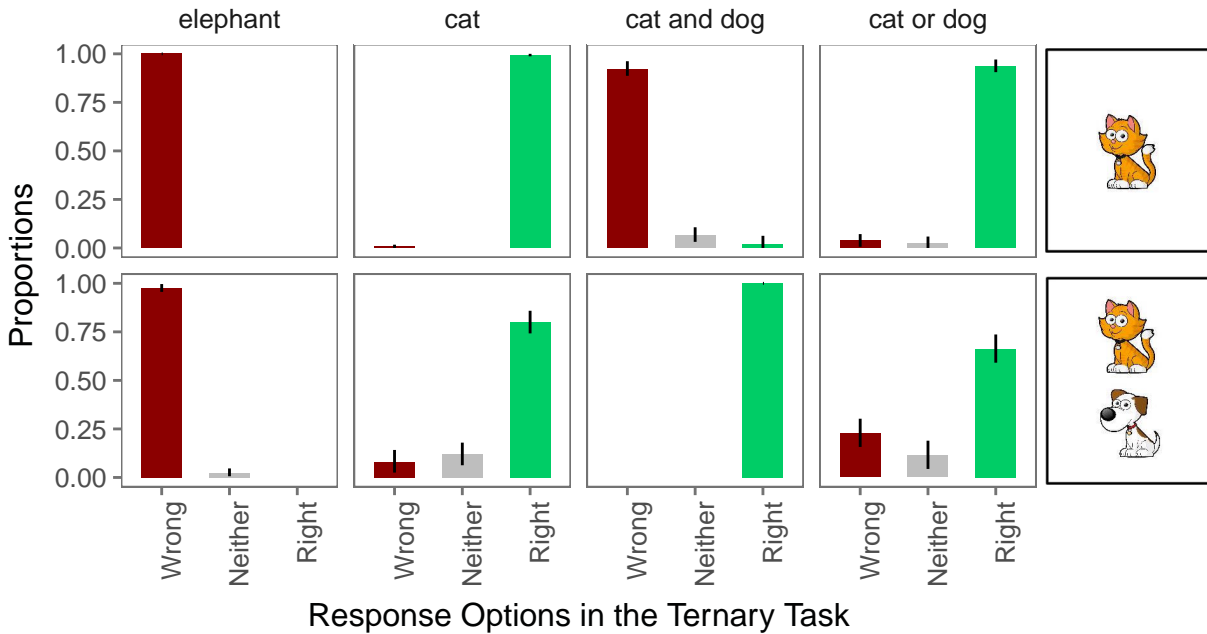 elephant cat cat and dog cat or dog
Proportions
1.00
0.75
0.50
0.25
0.00
1.00
0.75
0.50
0.25
0.00
Wrong Neither Right Wrong Neither Right Wrong Neither Right Wrong Neither Right
Response Options in the Ternary Task